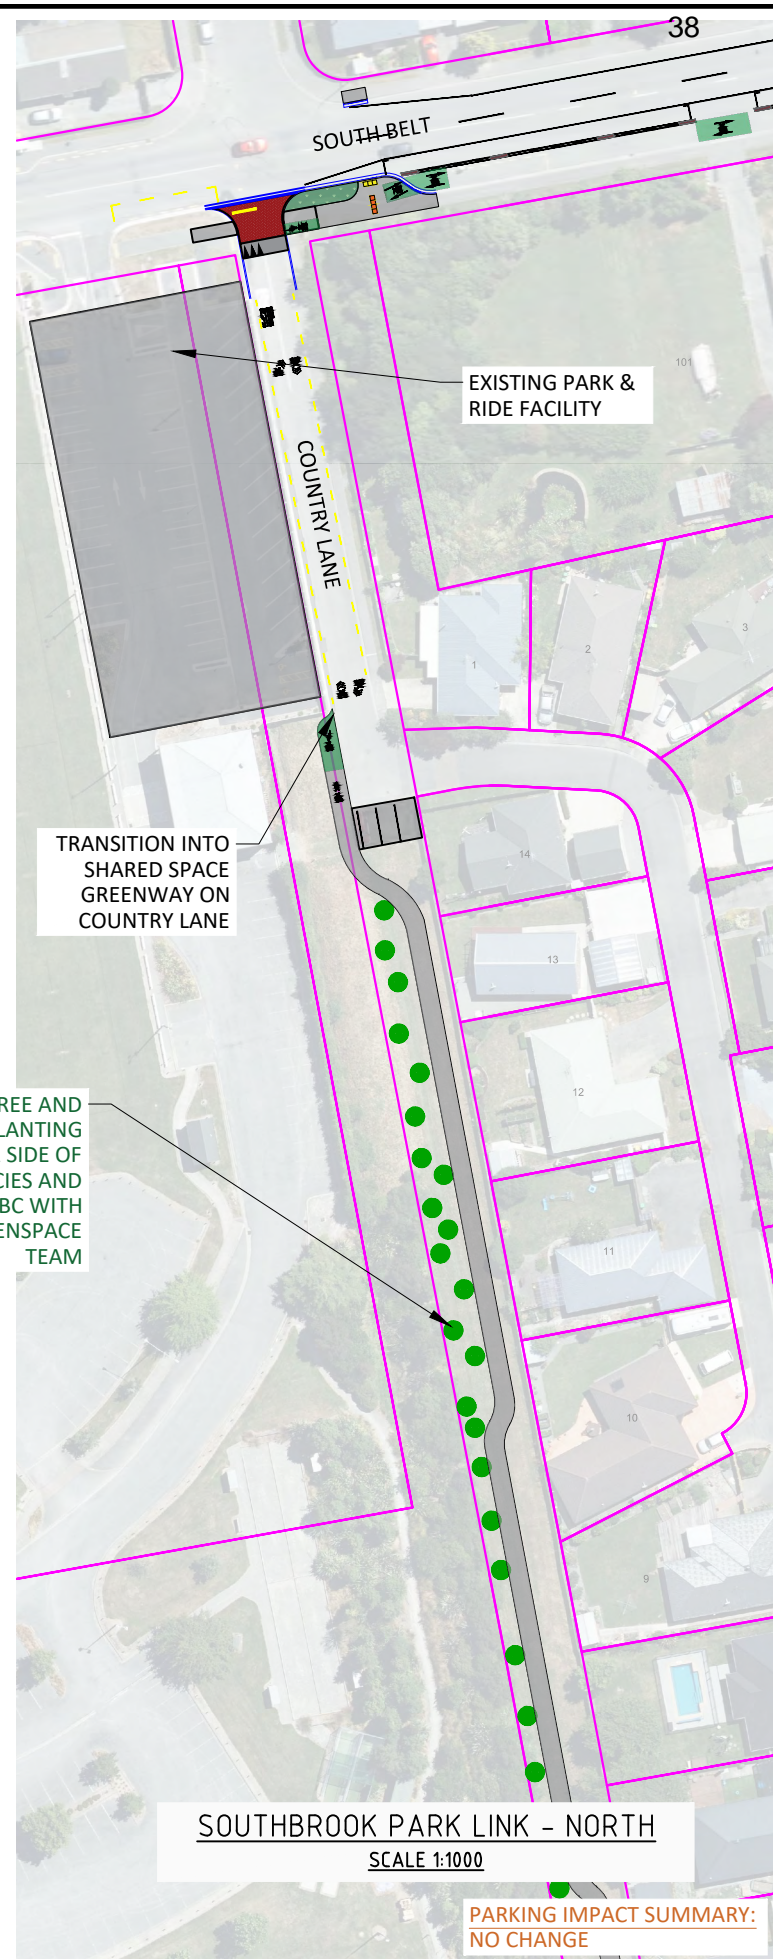 38
SOUTH BELT
101
EXISTING PARK &
RIDE FACILITY
COUNTRY LANE
1
2
3
TRANSITION INTO
SHARED SPACE
GREENWAY ON
COUNTRY LANE
14
13
12
REE AND
LANTING
SIDE OF
CIES AND
BC WITH
ENSPACE
TEAM
11
10
9
SOUTHBROOK PARK LINK - NORTH
SCALE 1:1000
PARKING IMPACT SUMMARY:
NO CHANGE